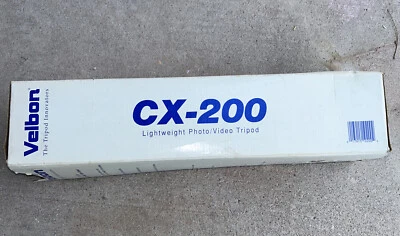 Velbon
The Tripod Innovators
CX-200
Lightweight Photo/Video Tripod